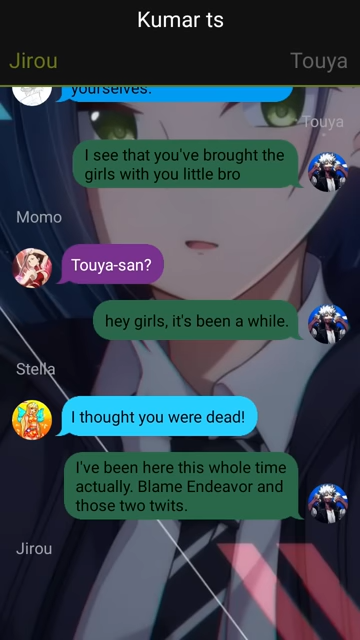 Kumar ts
Jirou
Touya
yourselves.
Touya
I see that you've brought the
girls with you little bro
Momo
Touya-san?
hey girls, it's been a while.
Stella
I thought you were dead!
I've been here this whole time
actually. Blame Endeavor and
those two twits.
Jirou